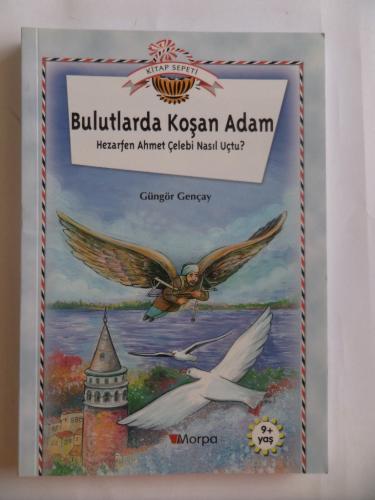 KİTAP SEPETİ
Bulutlarda Koşan Adam
Hezarfen Ahmet Çelebi Nasıl Uçtu?
Güngör Gençay
9+
yaş
Morpa